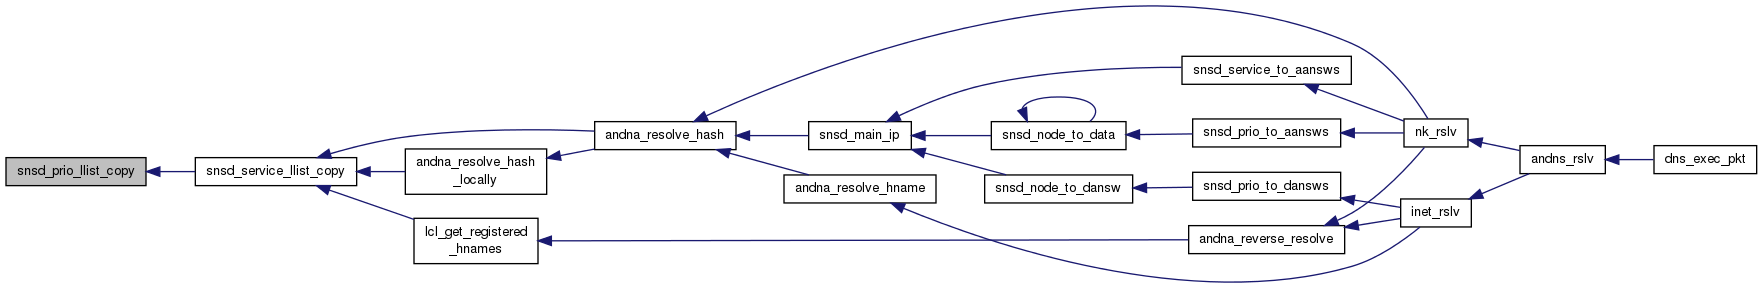 snsd_prio_llist_copy
snsd_service_llist_copy
andna_resolve_hash
andna_resolve_hash
_locally
lcl_get_registered
_hnames
snsd_main_ip
andna_resolve_hname
snsd_service_to_aansws
snsd_node_to_data
snsd_prio_to_aansws
snsd_node_to_dansw
snsd_prio_to_dansws
andna_reverse_resolve
nk_rslv
inet_rslv
andns_rslv
dns_exec_pkt